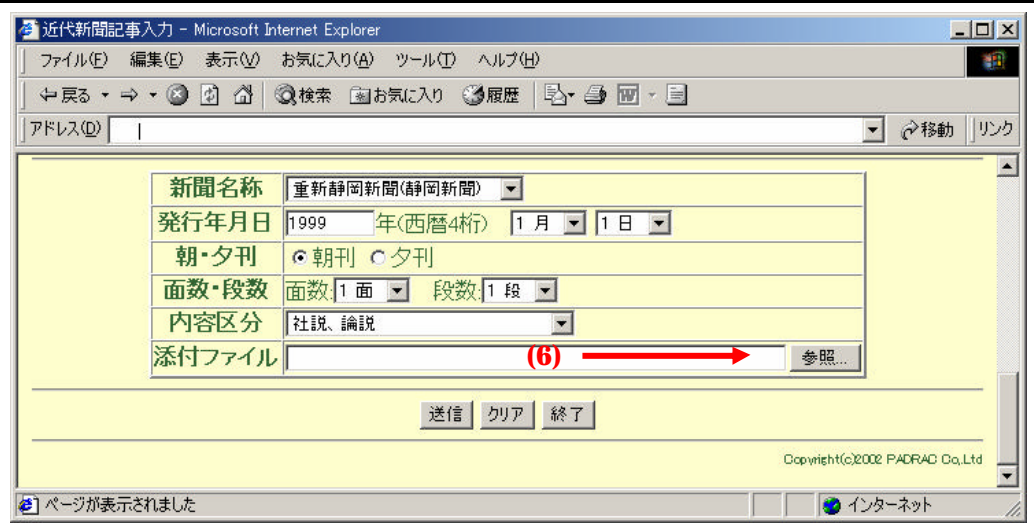 近代新聞記事入力 - Microsoft Internet Explorer
ファイル(F) 編集(E) 表示(V) お気に入り(A) ツール(T) ヘルプ(H)
戻る 検索 お気に入り 履歴
アドレス(D) 移動 リンク
新聞名称 重新静岡新聞(静岡新聞)
発行年月日 1999 年(西暦4桁) 1 月 1 日
朝・夕刊 朝刊 夕刊
面数・段数 面数:1 面 段数:1 段
内容区分 社説、論説
添付ファイル (6) 参照...
送信 クリア 終了
Copyright(c)2002 PADRAC Co,Ltd
ページが表示されました インターネット